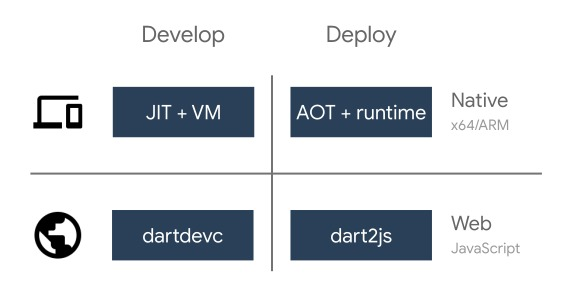 Develop
Deploy
JIT + VM
AOT + runtime
Native
x64/ARM
dartdevc
dart2js
Web
JavaScript